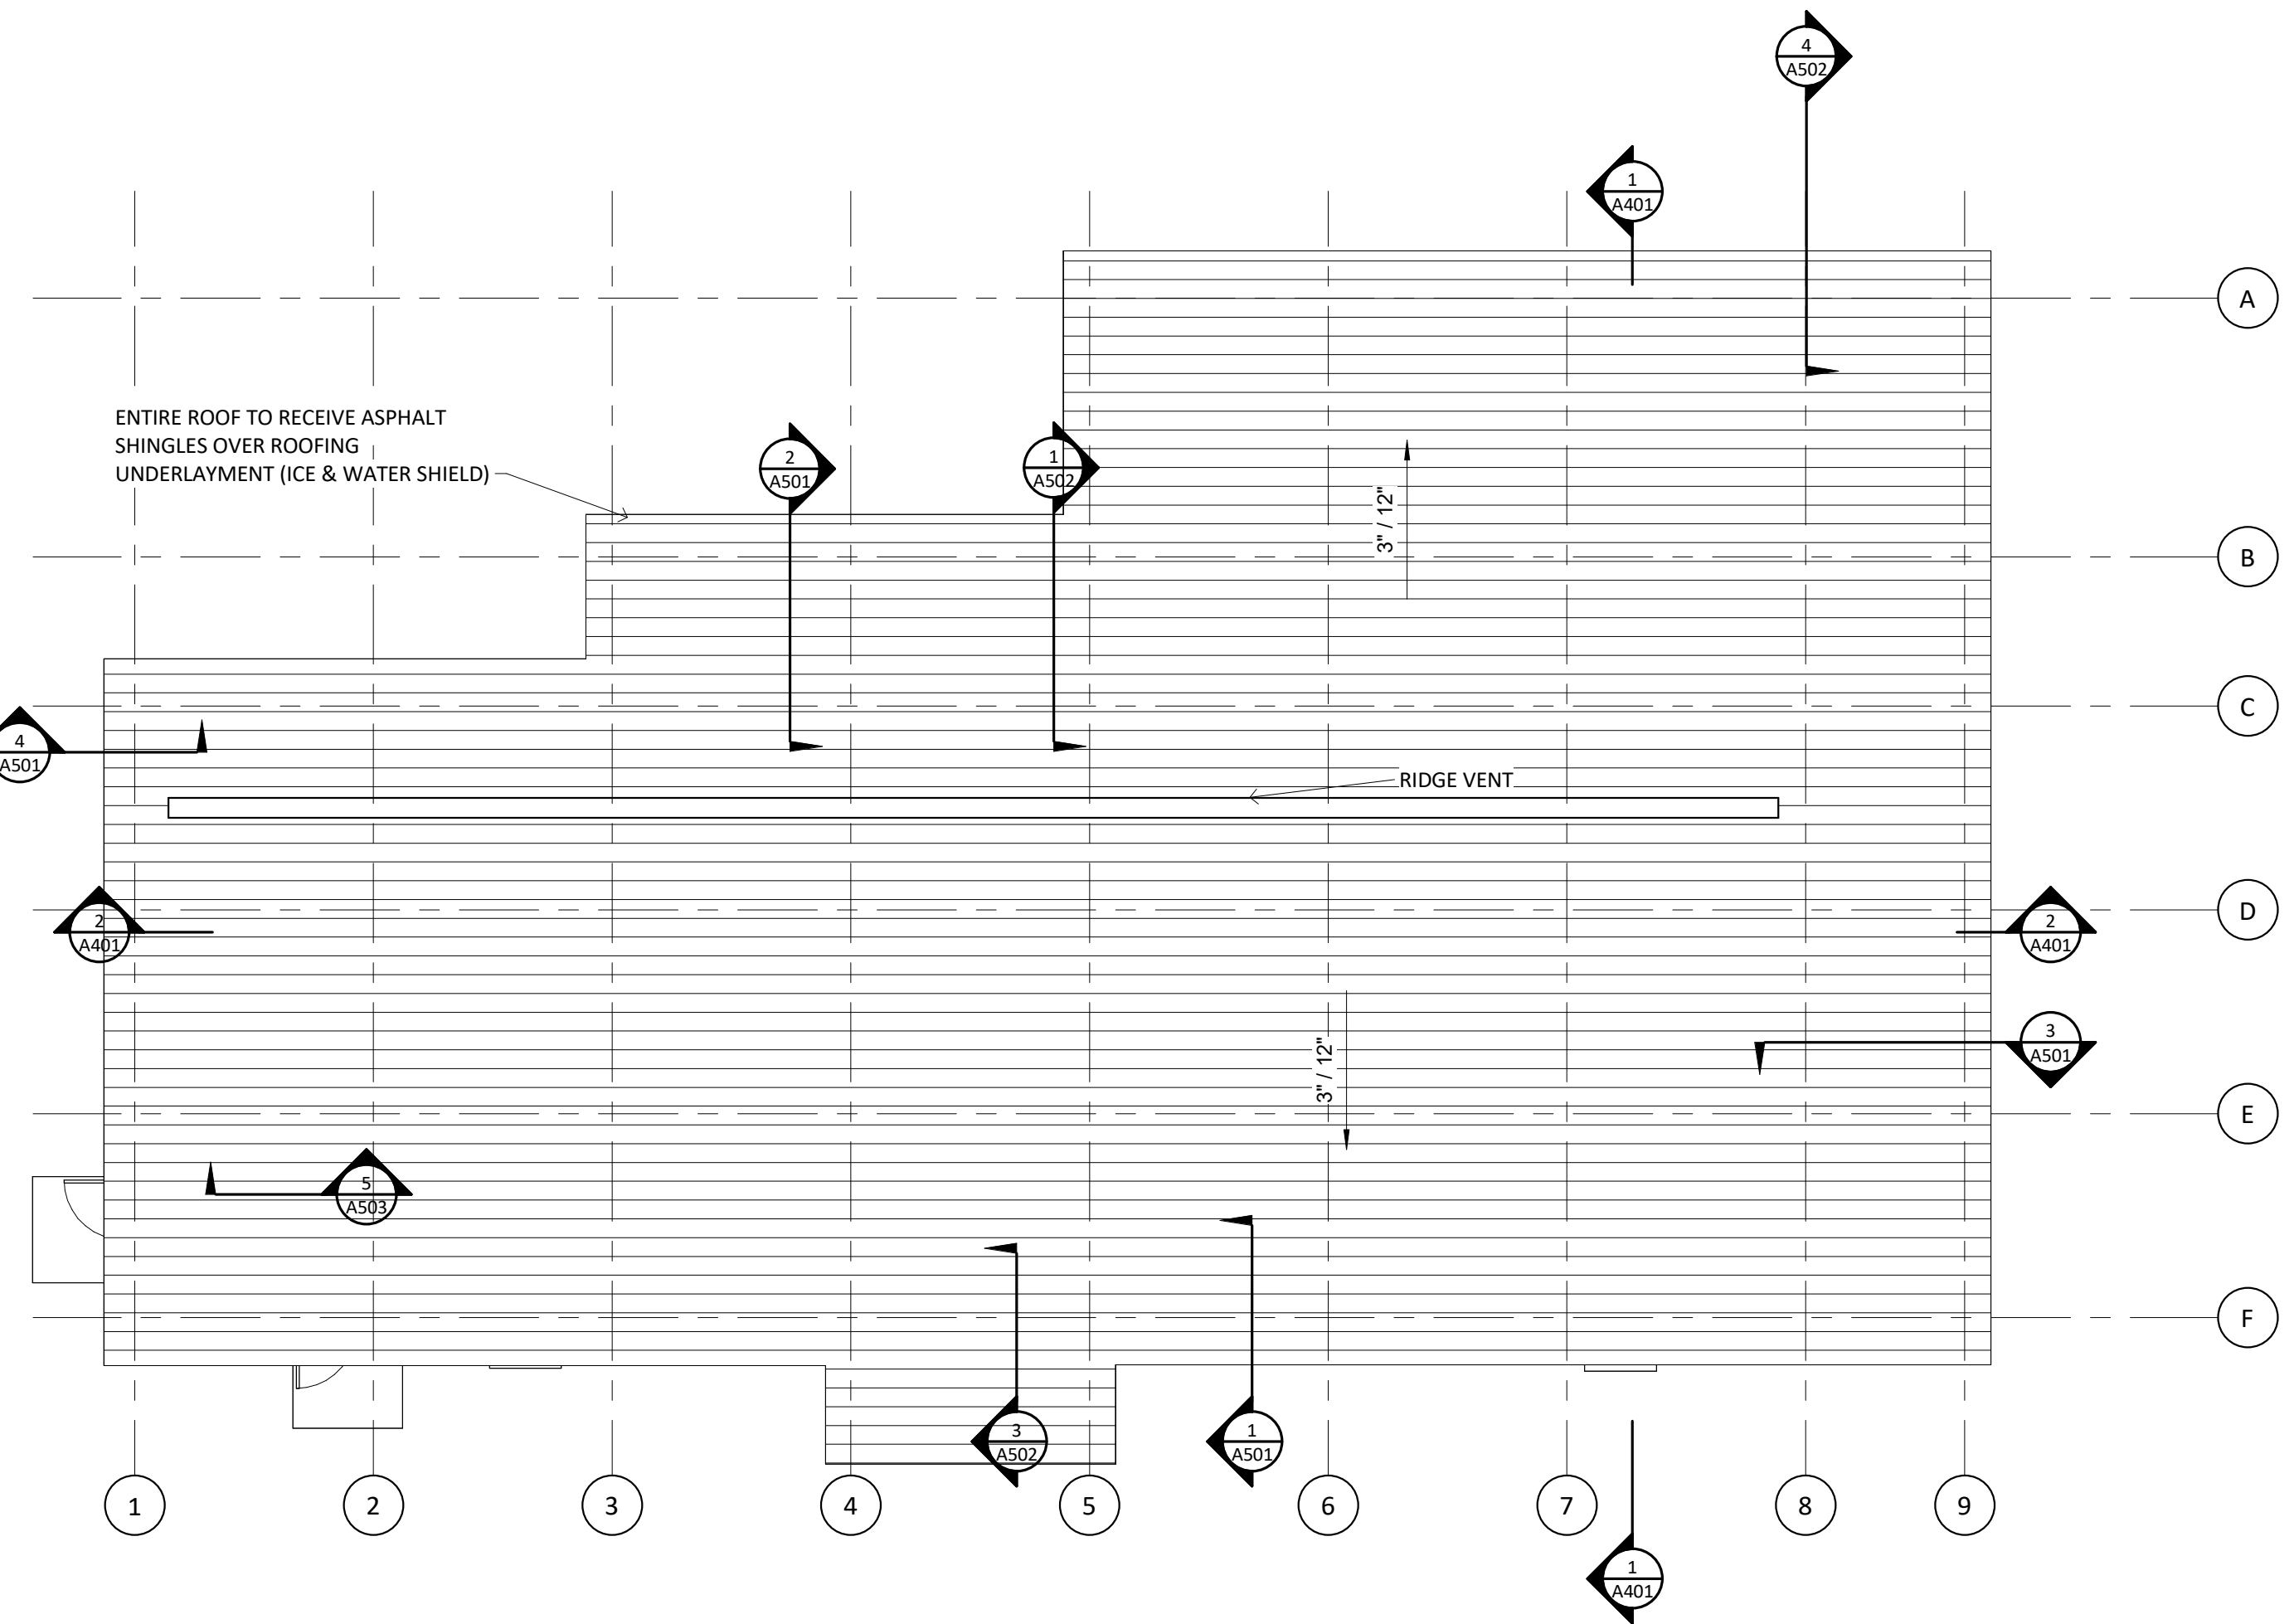 4
A502
1
A401
A
ENTIRE ROOF TO RECEIVE ASPHALT
SHINGLES OVER ROOFING
UNDERLAYMENT (ICE & WATER SHIELD)
2
A501
1
A502
3" / 12"
B
C
4
A501
RIDGE VENT
2
A401
D
2
A401
3
A501
3" / 12"
E
5
A503
F
3
A502
1
A501
1
2
3
4
5
6
7
8
9
1
A401